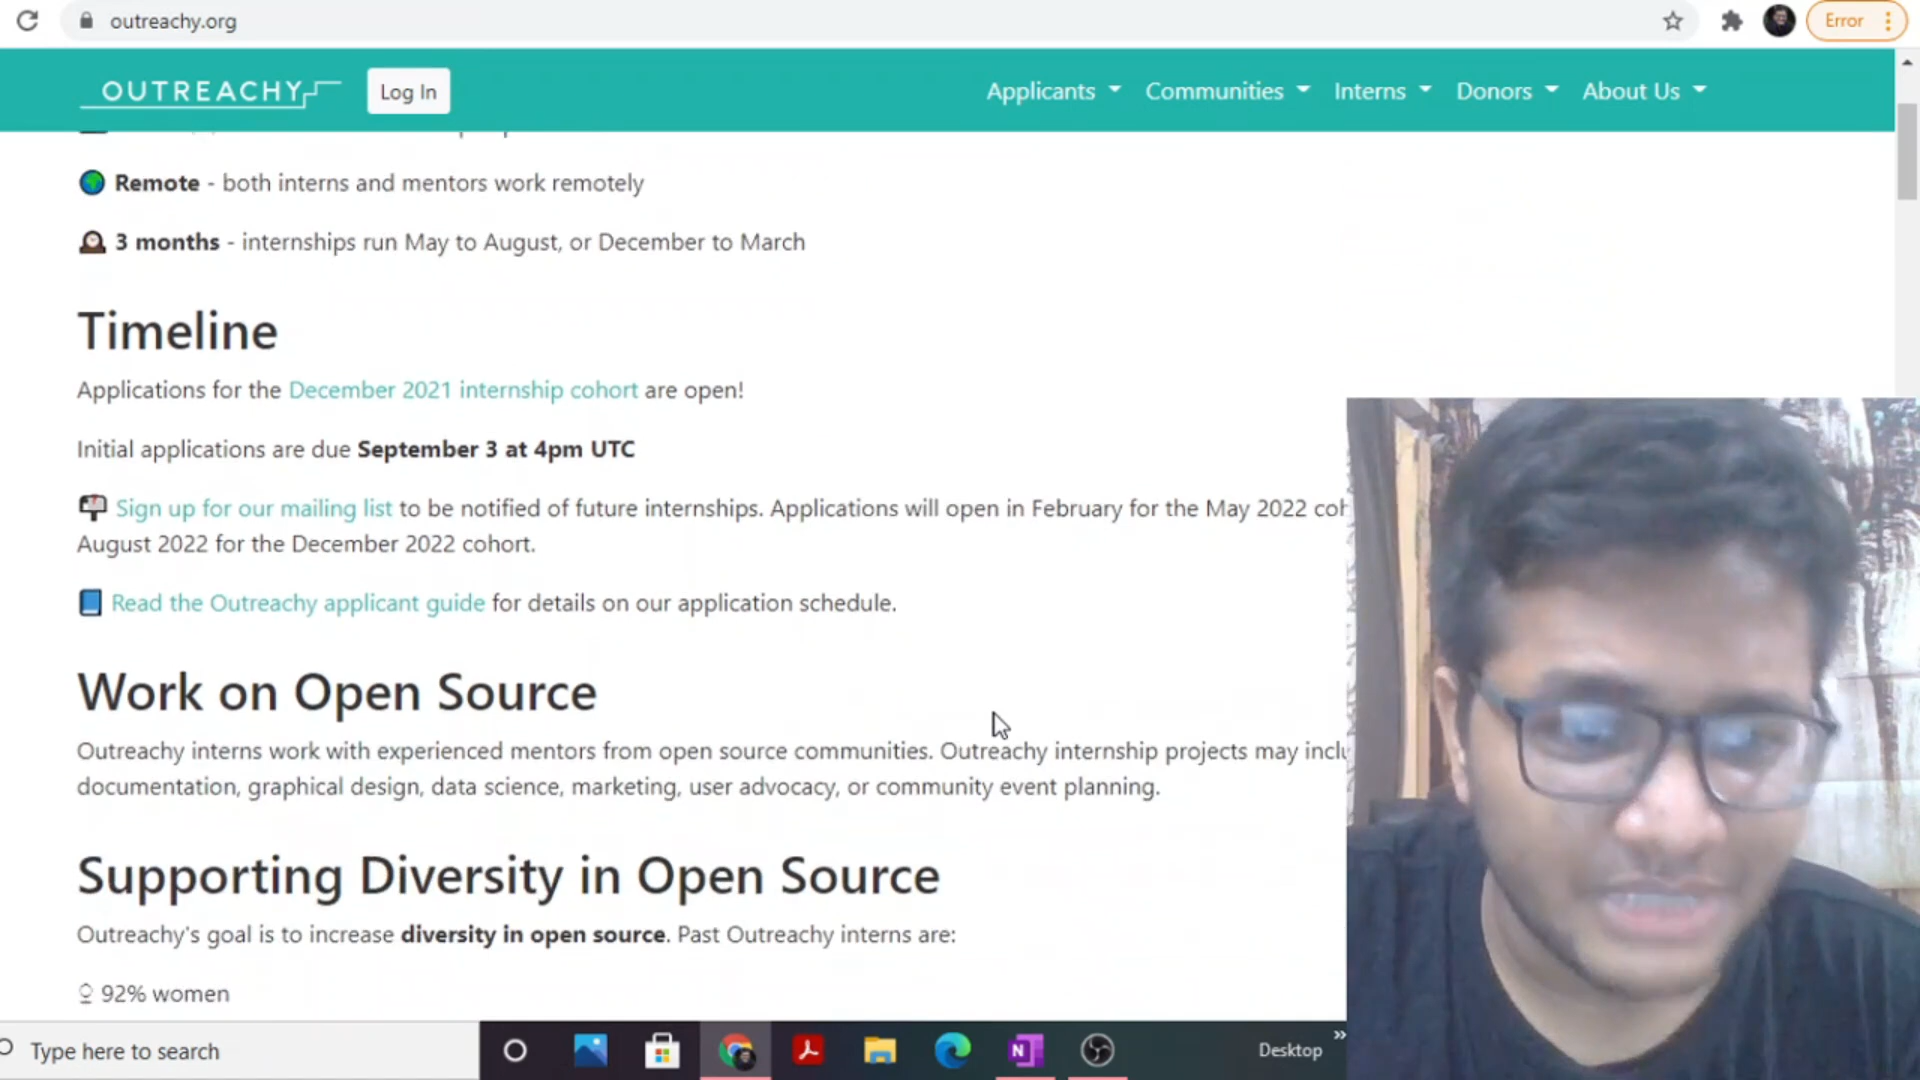 outreachy.org
Error
OUTREACHY
Log In
Applicants
Communities
Interns
Donors
About Us
Remote - both interns and mentors work remotely
3 months - internships run May to August, or December to March
Timeline
Applications for the December 2021 internship cohort are open!
Initial applications are due September 3 at 4pm UTC
Sign up for our mailing list to be notified of future internships. Applications will open in February for the May 2022 coh
August 2022 for the December 2022 cohort.
Read the Outreachy applicant guide for details on our application schedule.
Work on Open Source
Outreachy interns work with experienced mentors from open source communities. Outreachy internship projects may inclu
documentation, graphical design, data science, marketing, user advocacy, or community event planning.
Supporting Diversity in Open Source
Outreachy's goal is to increase diversity in open source. Past Outreachy interns are:
92% women
Type here to search
N
Desktop